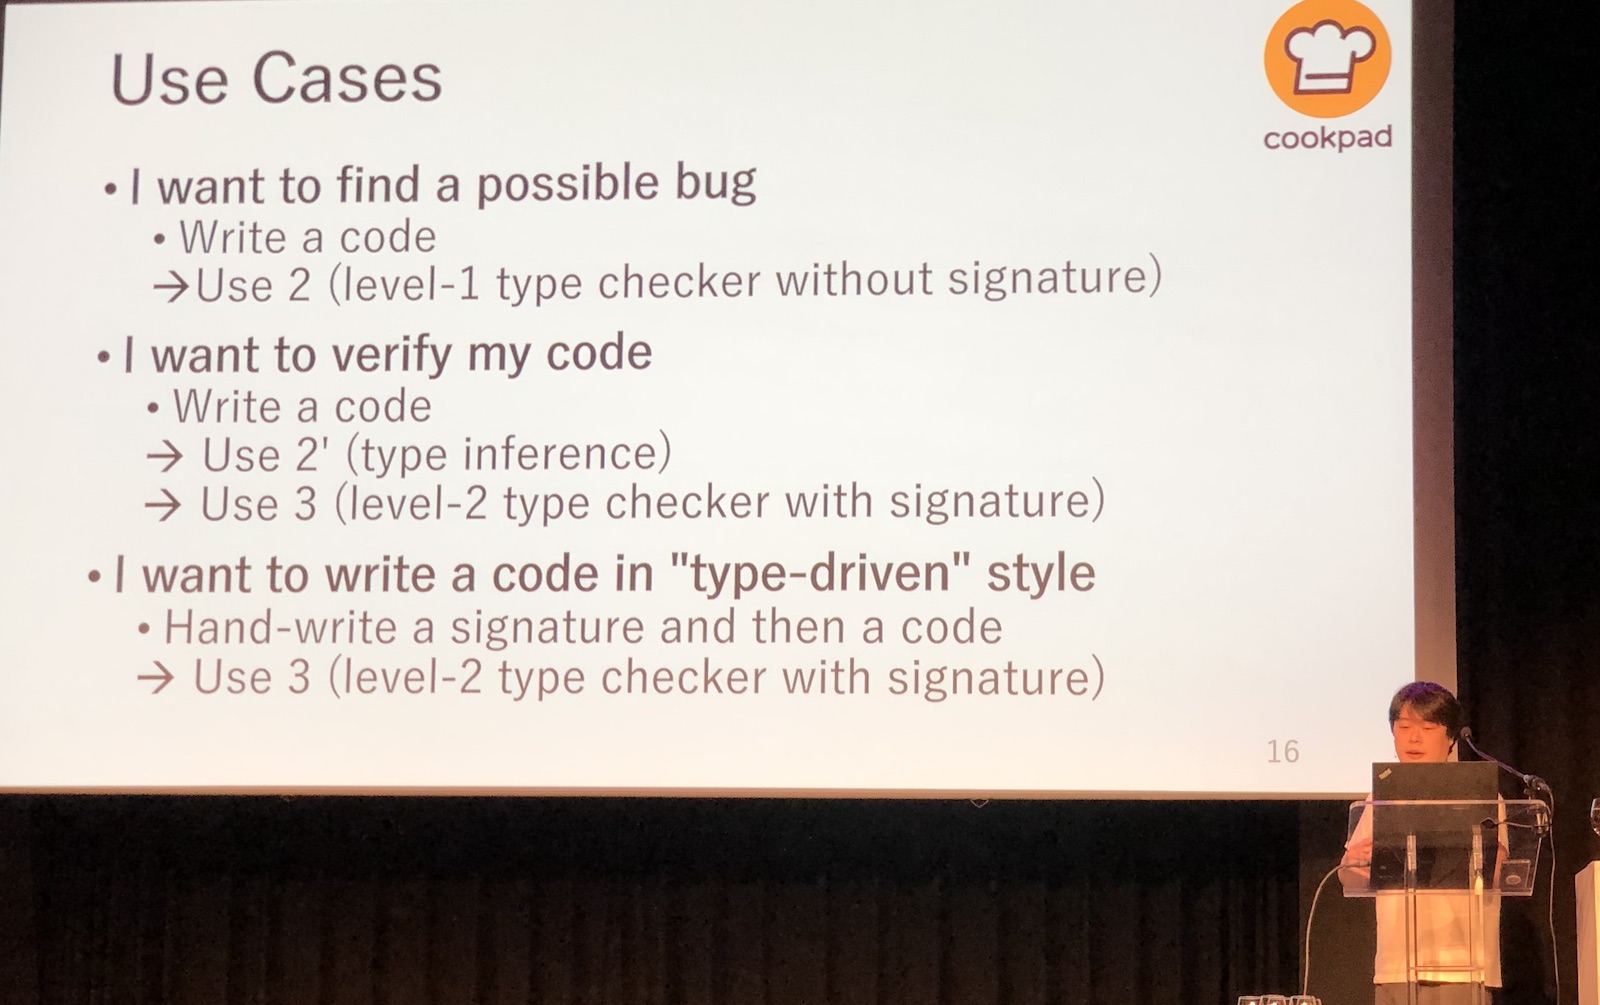 Use Cases
cookpad
• I want to find a possible bug
• Write a code
→Use 2 (level-1 type checker without signature)
• I want to verify my code
• Write a code
→ Use 2' (type inference)
→ Use 3 (level-2 type checker with signature)
• I want to write a code in "type-driven" style
• Hand-write a signature and then a code
→ Use 3 (level-2 type checker with signature)
16